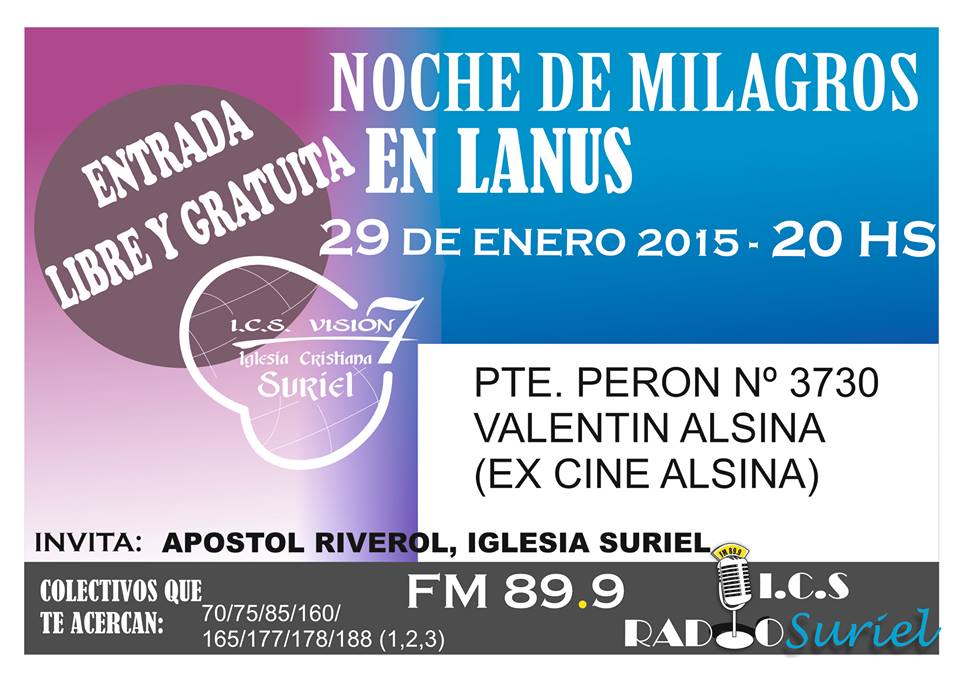 NOCHE DE MILAGROS
EN LANUS
29 DE ENERO 2015 - 20 HS
ENTRADA
LIBRE Y GRATUITA
I.C.S. VISION 7
Iglesia Cristiana
Suriel
PTE. PERON Nº 3730
VALENTIN ALSINA
(EX CINE ALSINA)
INVITA: APOSTOL RIVEROL, IGLESIA SURIEL
COLECTIVOS QUE
TE ACERCAN:
70/75/85/160/
165/177/178/188 (1,2,3)
FM 89.9
FM 89.9
I.C.S
RADIO Suriel